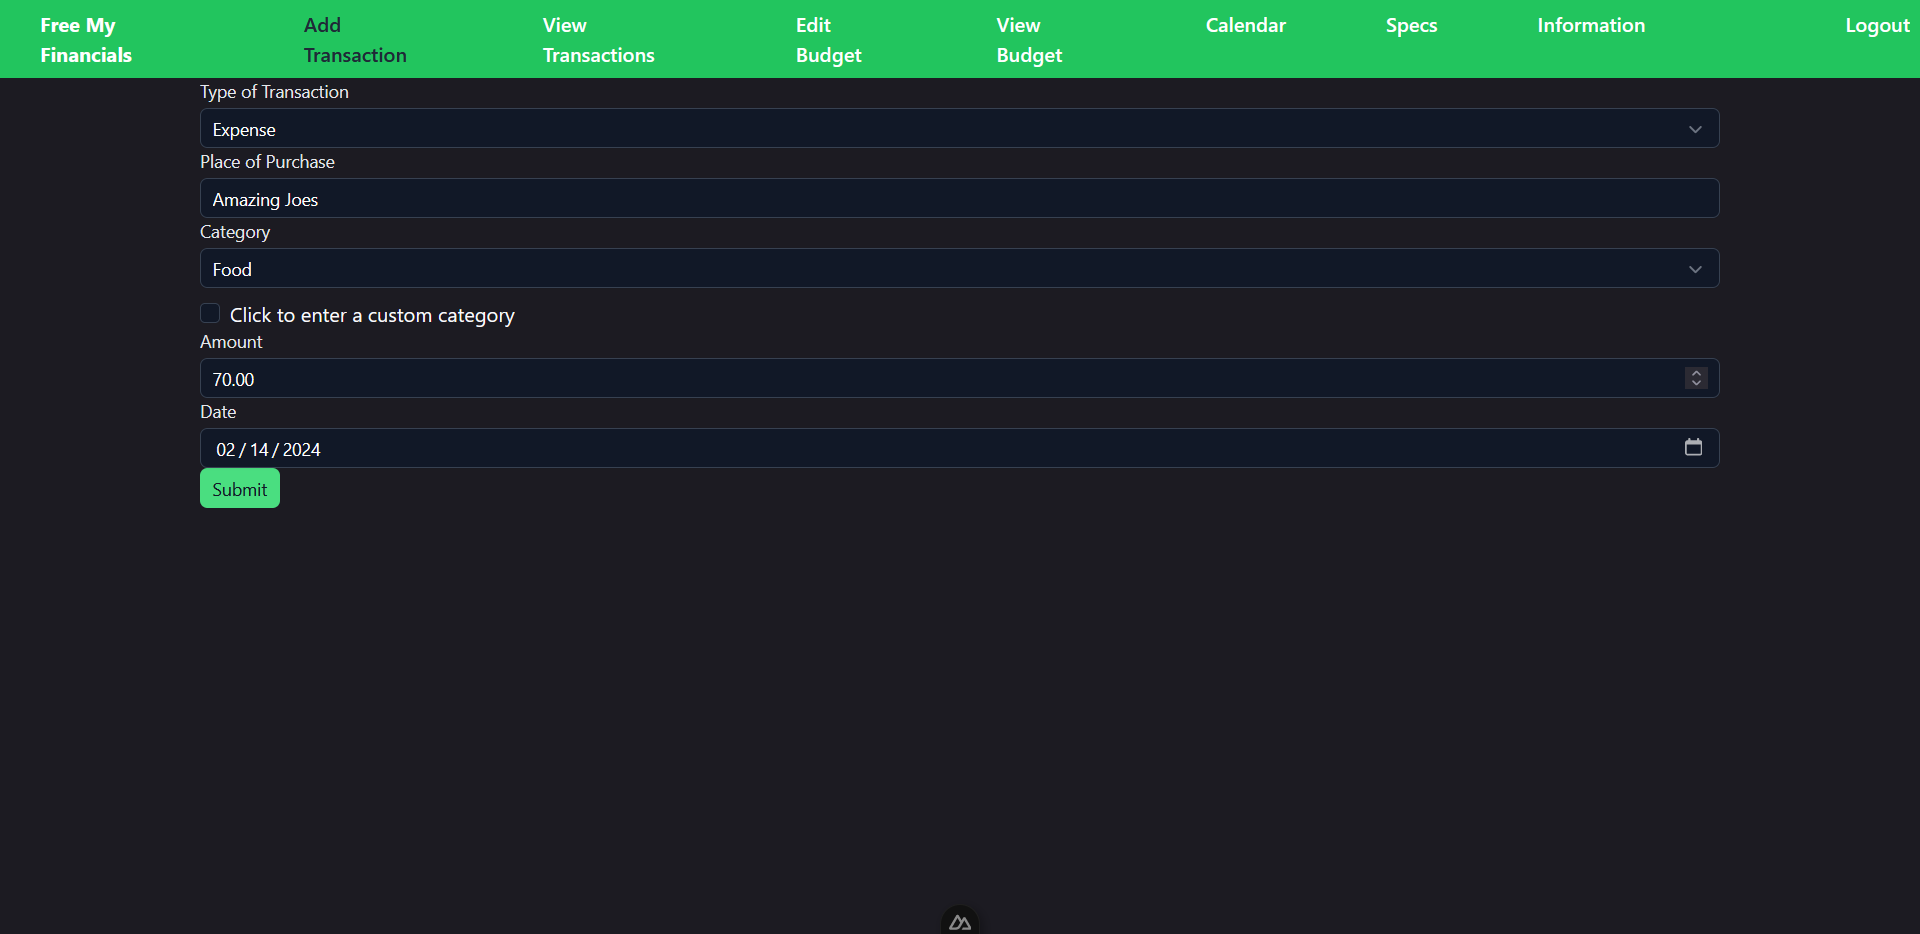 Free My
Financials
Add
Transaction
View
Transactions
Edit
Budget
View
Budget
Calendar
Specs
Information
Logout
Type of Transaction
Expense
Place of Purchase
Amazing Joes
Category
Food
Click to enter a custom category
Amount
70.00
Date
02 / 14 / 2024
Submit